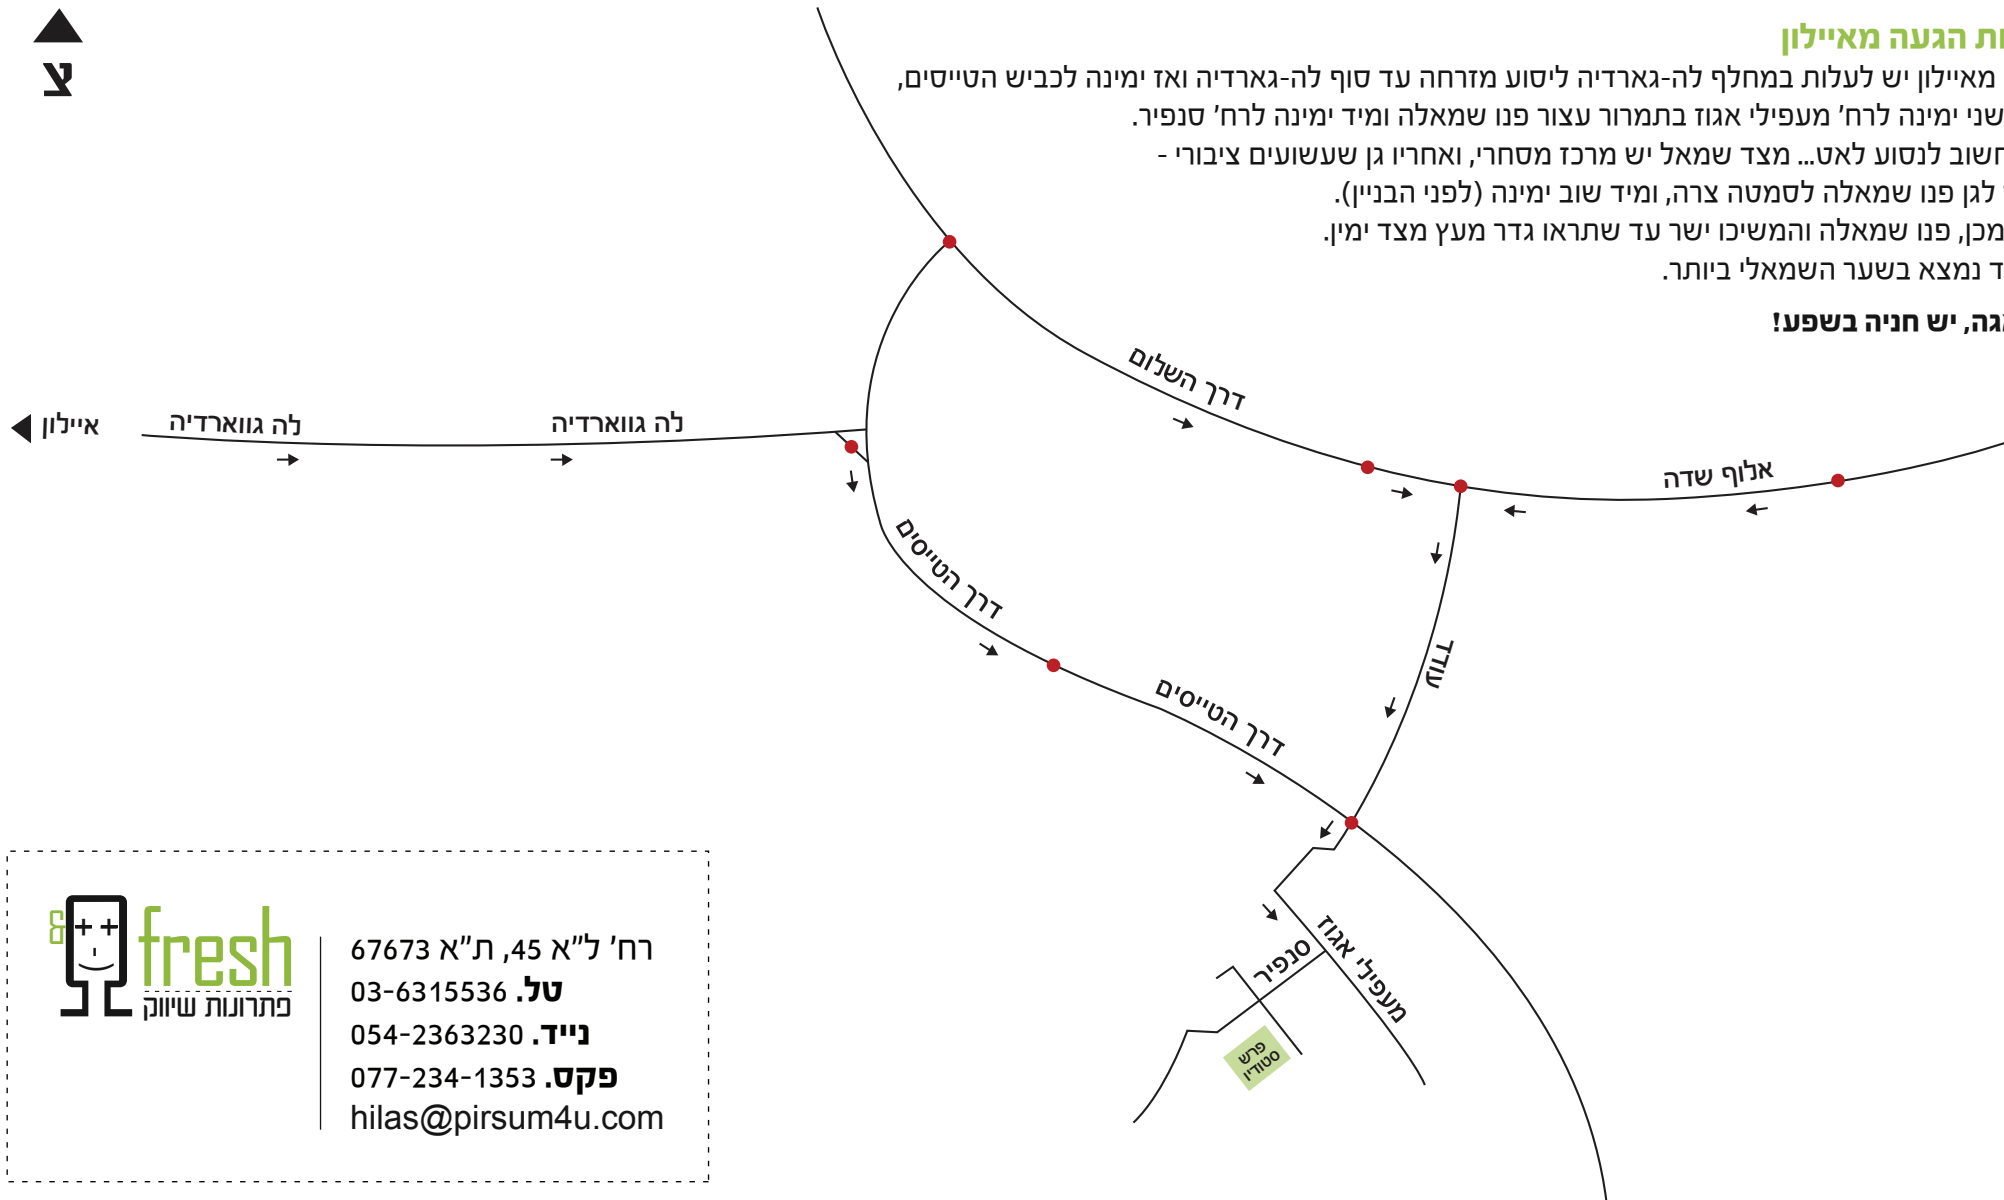 ות הגעה מאיילון
מאיילון יש לעלות במחלף לה-גארדיה ליסוע מזרחה עד סוף לה-גארדיה ואז ימינה לכביש הטייסים,
שני ימינה לרח' מעפילי אגוז בתמרור עצור פנו שמאלה ומיד ימינה לרח' סנפיר.
חשוב לנסוע לאט... מצד שמאל יש מרכז מסחרי, ואחריו גן שעשועים ציבורי -
לגן פנו שמאלה לסמטה צרה, ומיד שוב ימינה (לפני הבניין).
מכן, פנו שמאלה והמשיכו ישר עד שתראו גדר מעץ מצד ימין.
ד נמצא בשער השמאלי ביותר.
אגה, יש חניה בשפע!
צ
דרך השלום
איילון
לה גווארדיה
לה גווארדיה
אלוף שדה
דרך הטייסים
עודד
דרך הטייסים
סנפיר
מעפילי אגוז
פרש
סטודיו
&
fresh
פתרונות שיווק
רח' ל"א 45, ת"א 67673
טל. 03-6315536
נייד. 054-2363230
פקס. 077-234-1353
hilas@pirsum4u.com